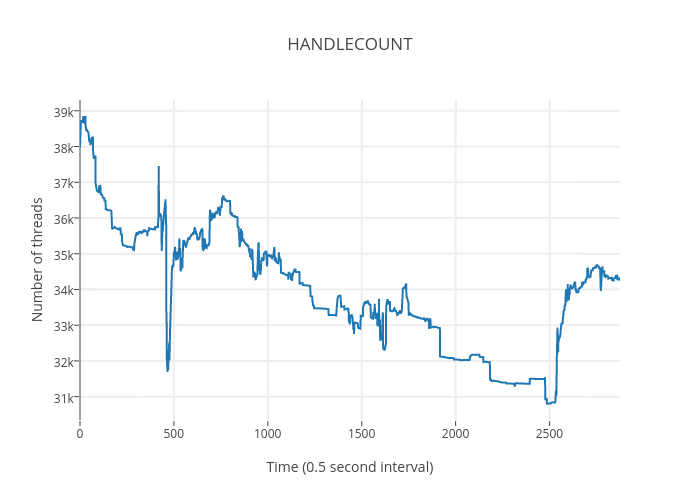 HANDLECOUNT
Number of threads
39k
38k
37k
36k
35k
34k
33k
32k
31k
0 500 1000 1500 2000 2500
Time (0.5 second interval)